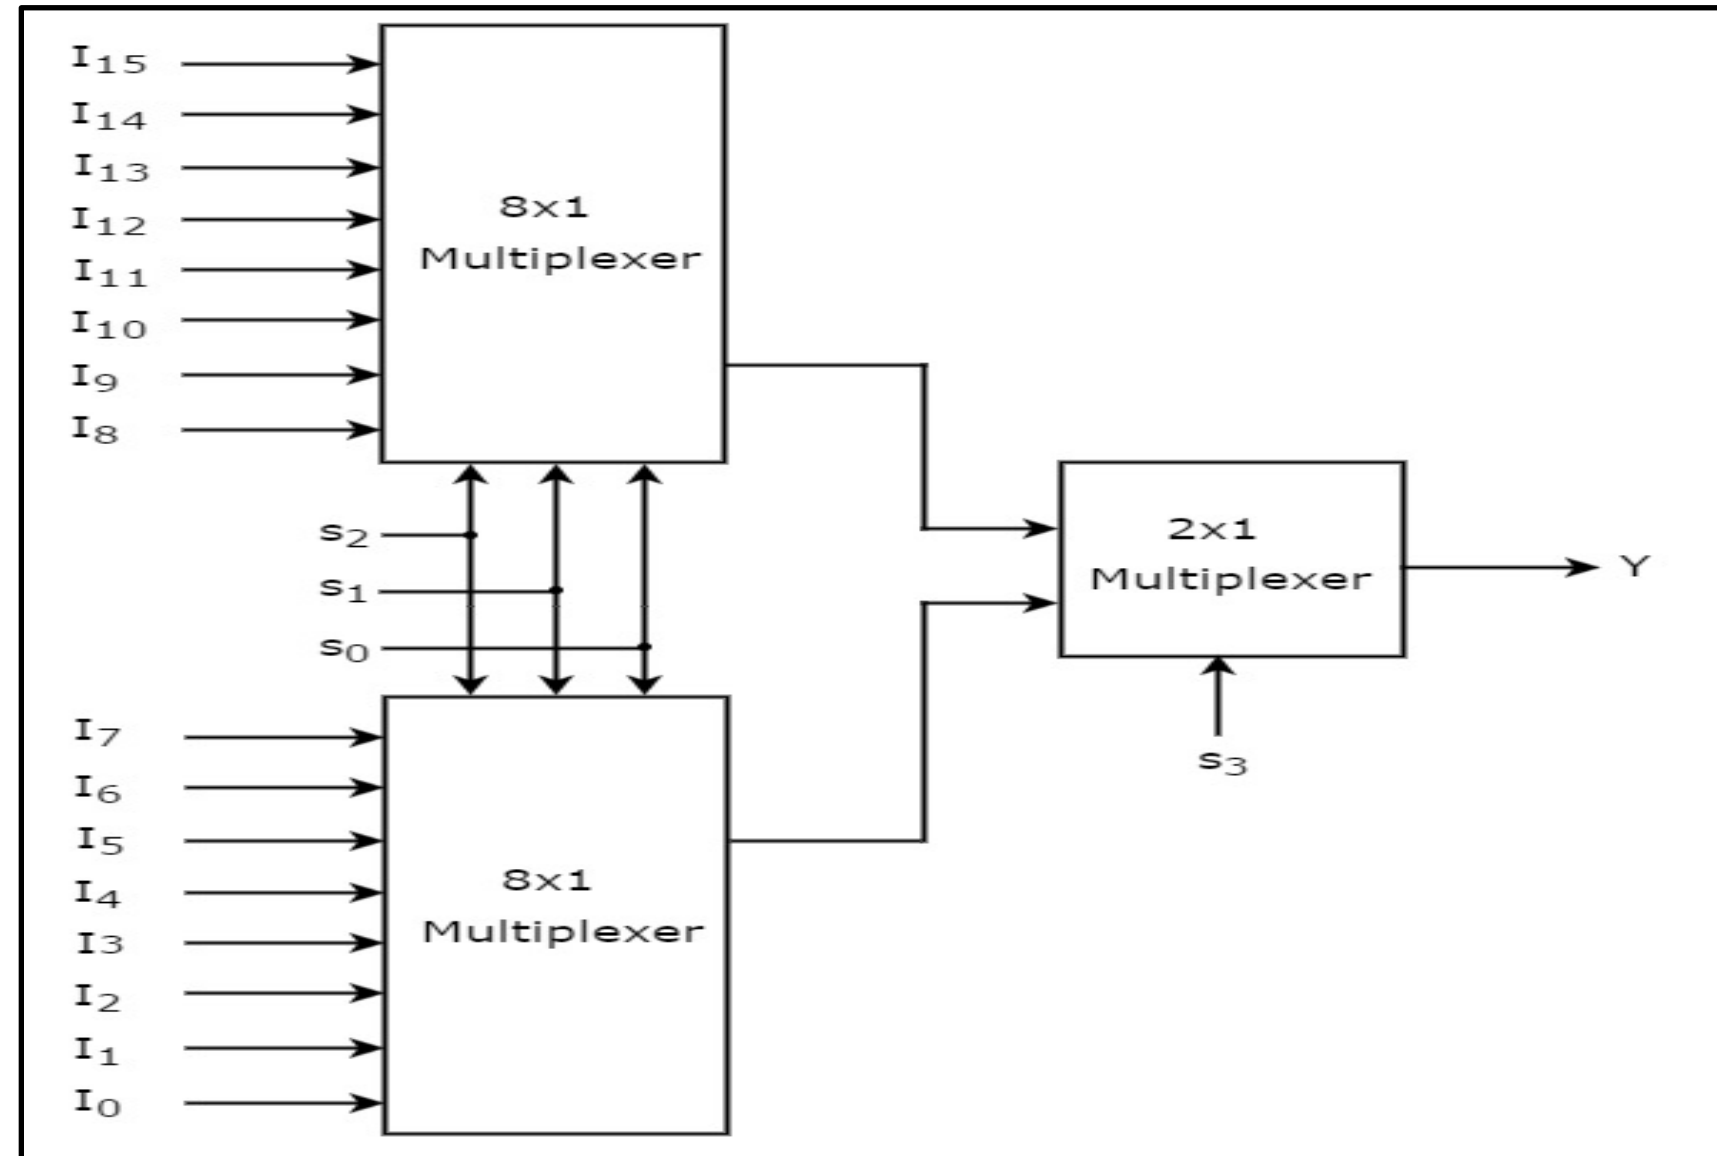 I15
I14
I13
I12
I11
I10
I9
I8
8x1
Multiplexer
s2
s1
s0
I7
I6
I5
I4
I3
I2
I1
I0
8x1
Multiplexer
2x1
Multiplexer
s3
Y